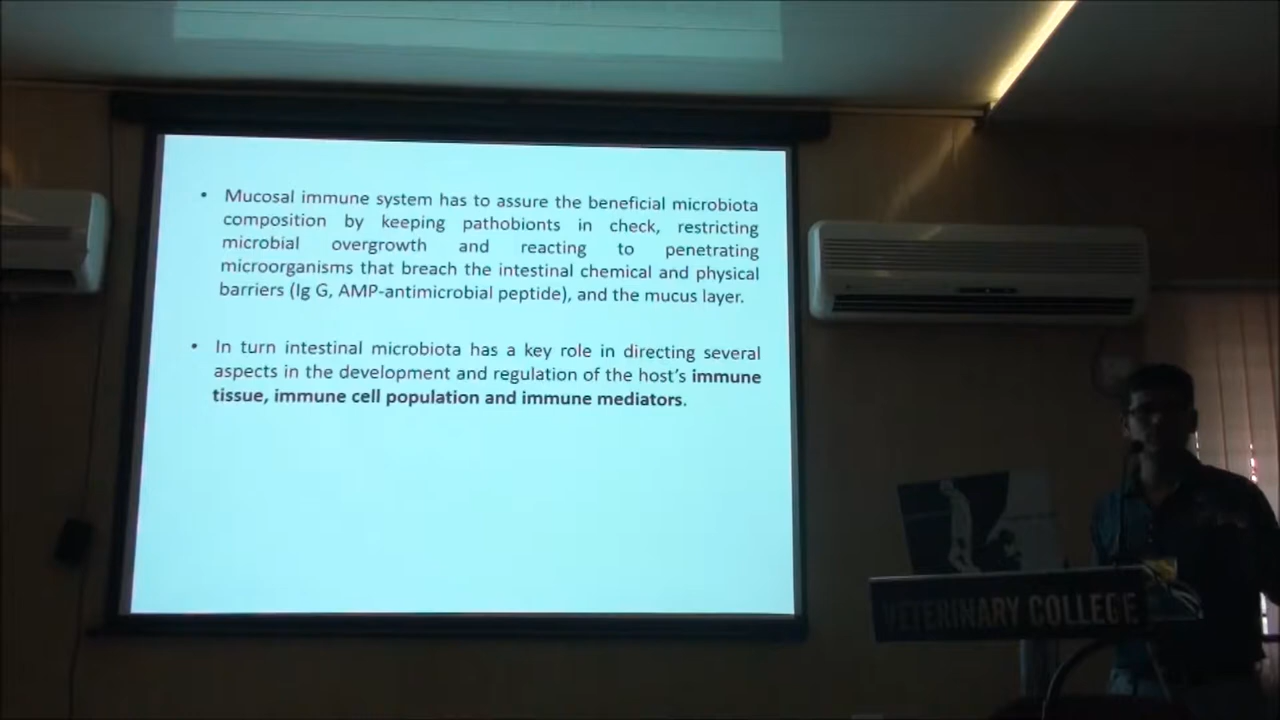 • Mucosal immune system has to assure the beneficial microbiota
composition by keeping pathobionts in check, restricting
microbial overgrowth and reacting to penetrating
microorganisms that breach the intestinal chemical and physical
barriers (Ig G, AMP-antimicrobial peptide), and the mucus layer.
• In turn intestinal microbiota has a key role in directing several
aspects in the development and regulation of the host's immune
tissue, immune cell population and immune mediators.
VETERINARY COLLEGE